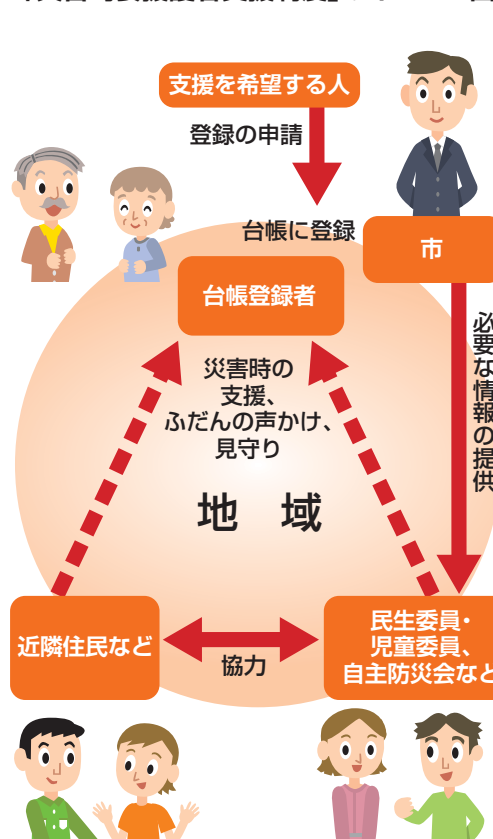 支援を希望する人
登録の申請
台帳に登録
市
台帳登録者
必要な情報の提供
災害時の
支援、
ふだんの声かけ、
見守り
地 域
近隣住民など
協力
民生委員・
児童委員、
自主防災会など